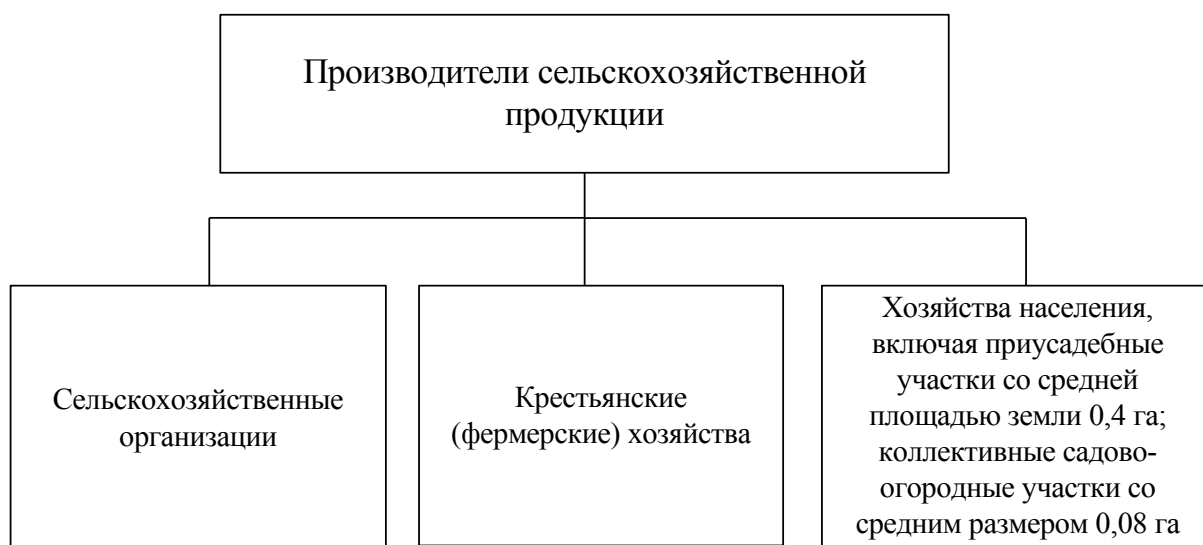 Производители сельскохозяйственной
продукции
Сельскохозяйственные
организации
Крестьянские
(фермерские) хозяйства
Хозяйства населения,
включая приусадебные
участки со средней
площадью земли 0,4 га;
коллективные садово-
огородные участки со
средним размером 0,08 га